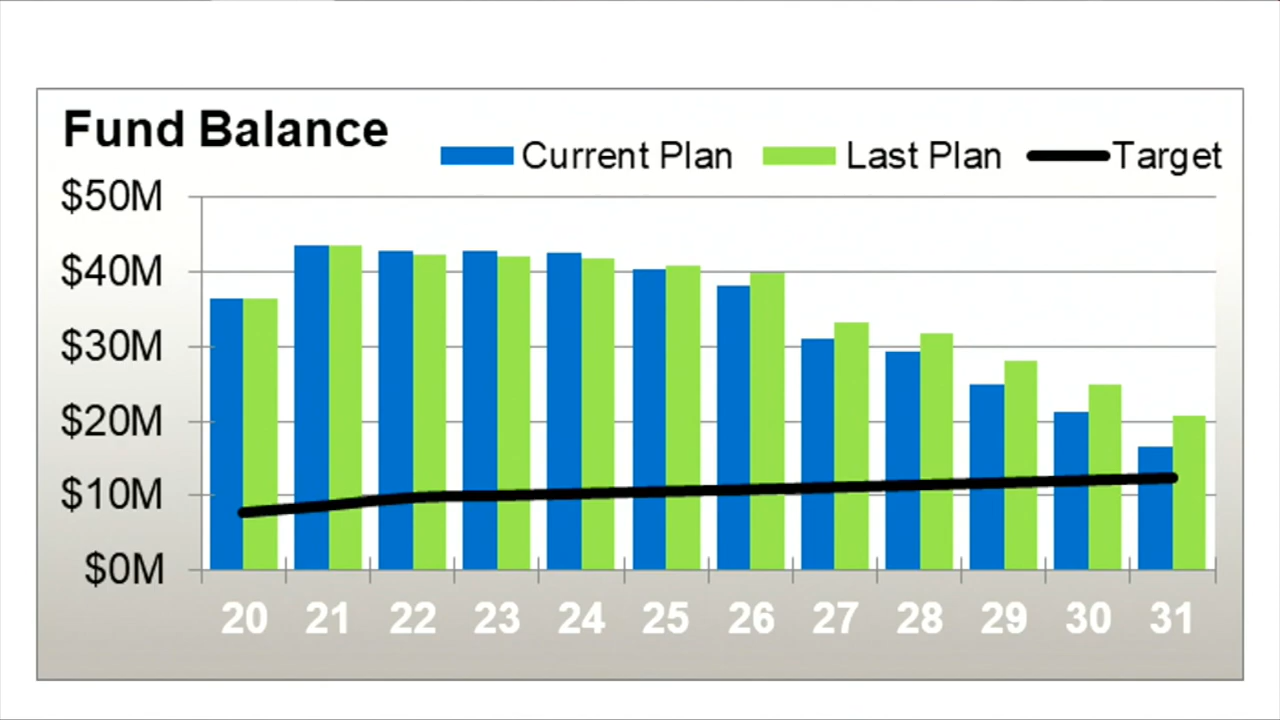 Fund Balance
Current Plan Last Plan Target
$50M
$40M
$30M
$20M
$10M
$0M
20 21 22 23 24 25 26 27 28 29 30 31